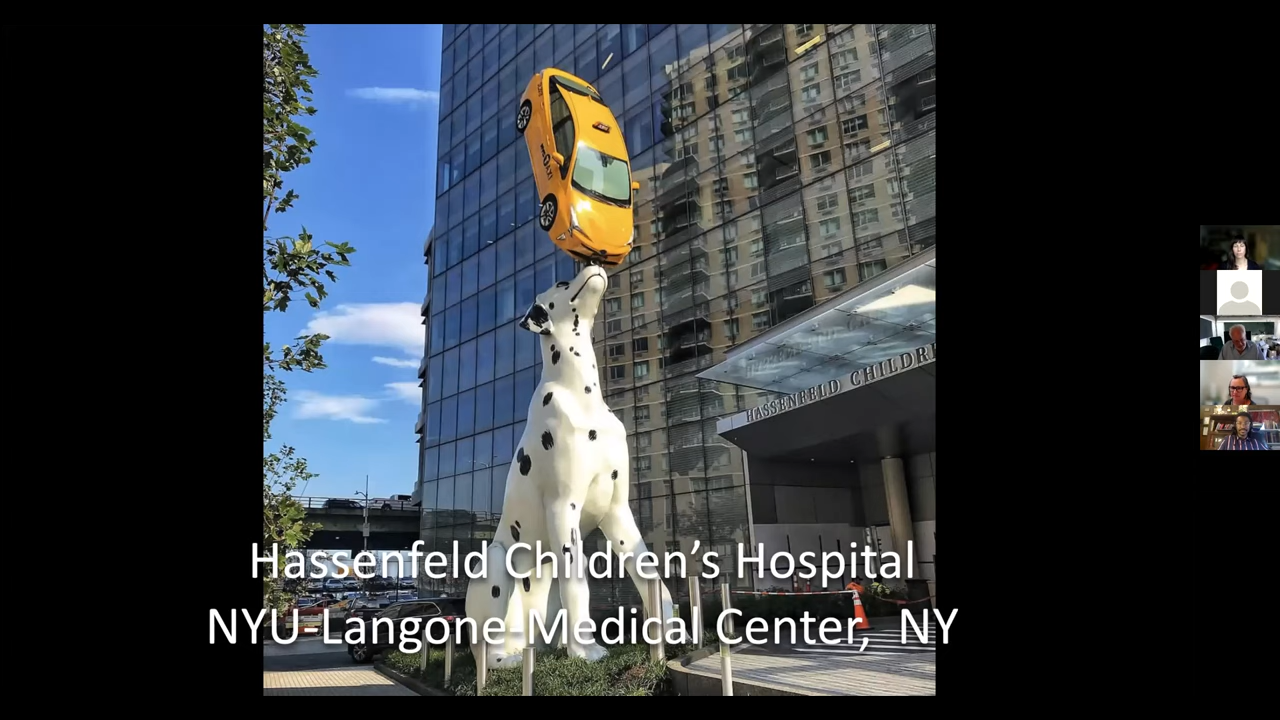 HASSENFELD CHILDR
Hassenfeld Children's Hospital
NYU Langone Medical Center, NY